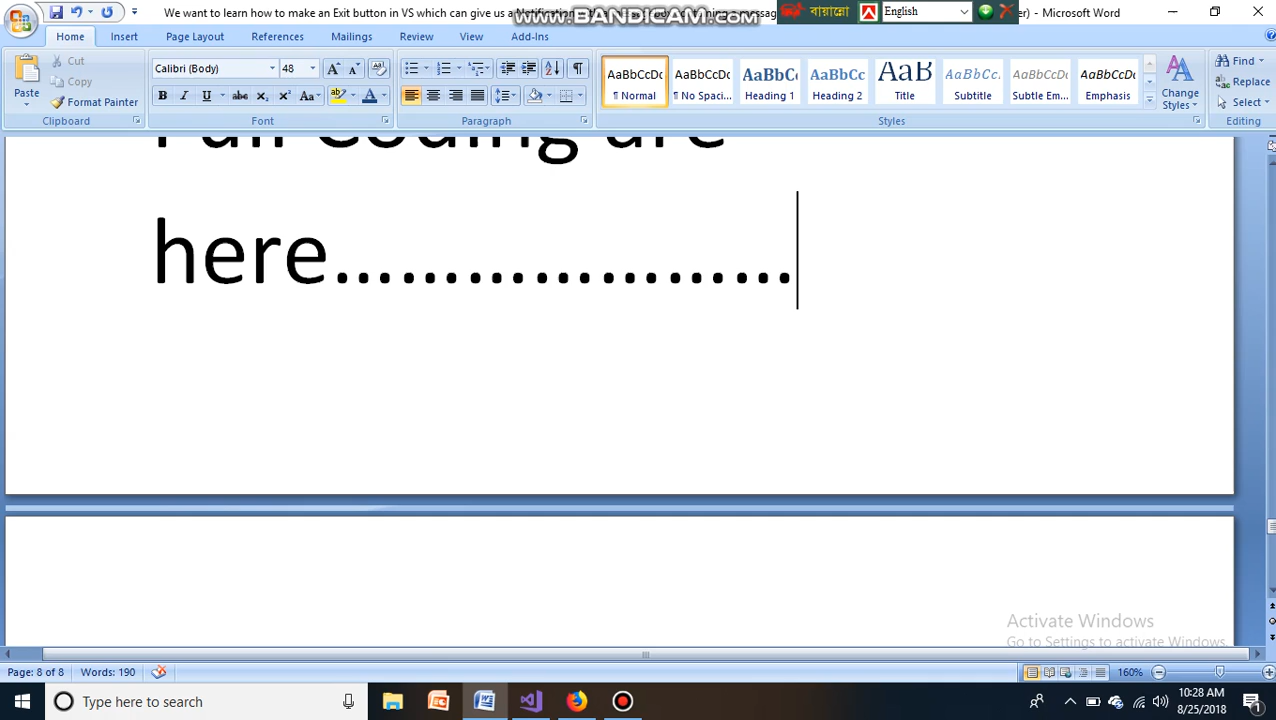 We want to learn how to make an Exit button in VS which can give us a Notification
er) - Microsoft Word
www.BANDICAM.com
বায়ান্নো
English
Home Insert Page Layout References Mailings Review View Add-Ins
Paste
Cut
Copy
Format Painter
Clipboard
Calibri (Body) 48
Font
Paragraph
AaBbCcDc AaBbCcDc AaBbC AaBbCc AaB AaBbCc. AaBbCcDc AaBbCcDc
¶ Normal ¶ No Spaci... Heading 1 Heading 2 Title Subtitle Subtle Em... Emphasis
Change Styles
Styles
Find
Replace
Select
Editing
Full Coding are
here.....................
Activate Windows
Go to Settings to activate Windows.
Page: 8 of 8 Words: 190
160%
Type here to search
10:28 AM
8/25/2018